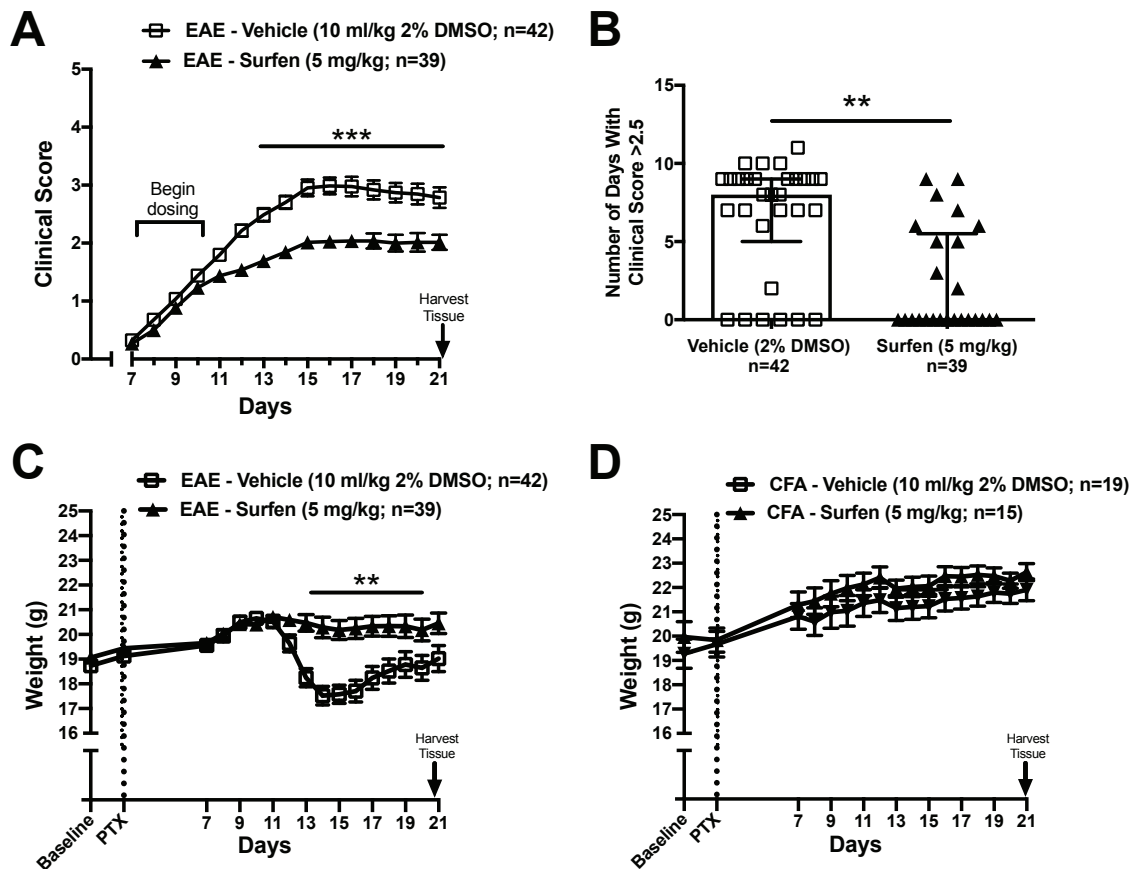 A
EAE - Vehicle (10 ml/kg 2% DMSO; n=42)
EAE - Surfen (5 mg/kg; n=39)
5
4
3
2
1
0
Clinical Score
Begin
dosing
***
Harvest
Tissue
7 9 11 13 15 17 19 21
Days
B
15
10
5
0
Number of Days With
Clinical Score >2.5
**
Vehicle (2% DMSO)
n=42
Surfen (5 mg/kg)
n=39
C
EAE - Vehicle (10 ml/kg 2% DMSO; n=42)
EAE - Surfen (5 mg/kg; n=39)
25
24
23
22
21
20
19
18
17
16
Weight (g)
**
Harvest
Tissue
Baseline PTX 7 9 11 13 15 17 19 21
Days
D
CFA - Vehicle (10 ml/kg 2% DMSO; n=19)
CFA - Surfen (5 mg/kg; n=15)
25
24
23
22
21
20
19
18
17
16
Weight (g)
Harvest
Tissue
Baseline PTX 7 9 11 13 15 17 19 21
Days